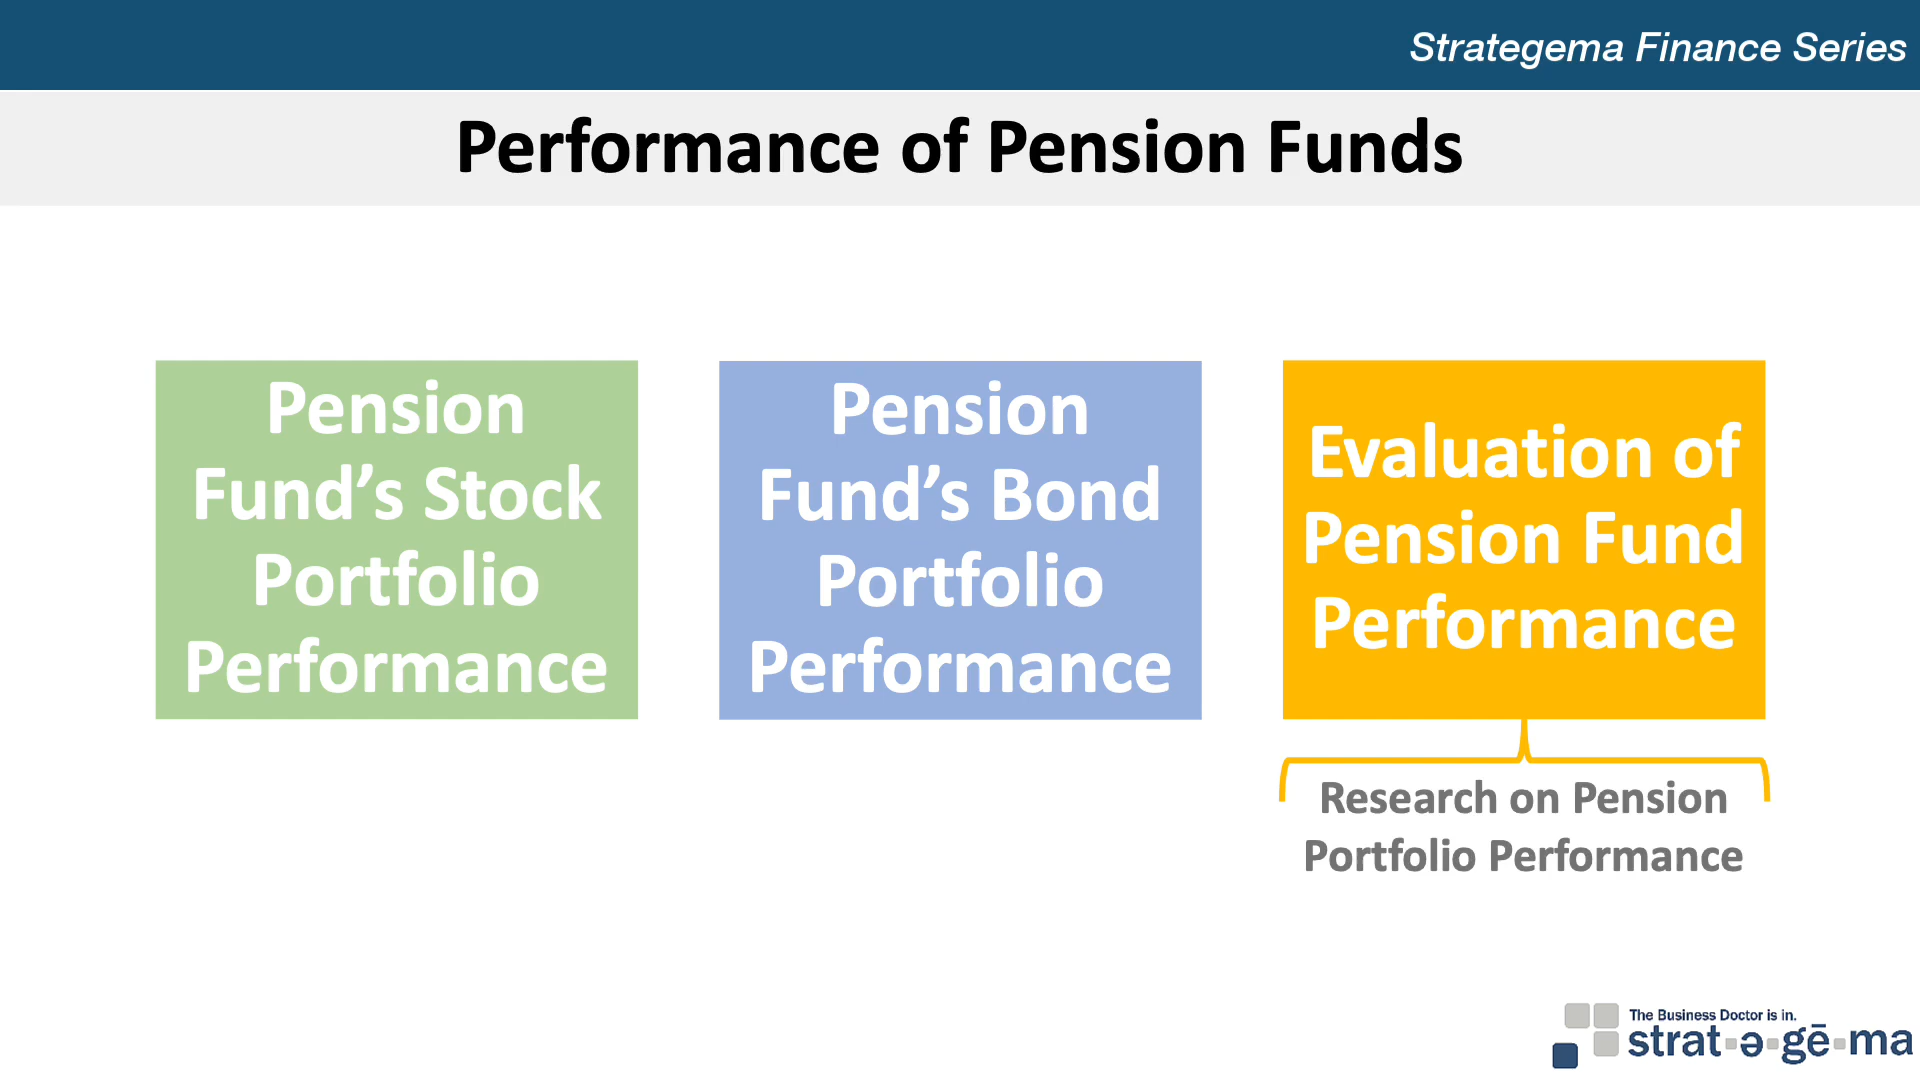 Strategema Finance Series
Performance of Pension Funds
Pension
Fund’s Stock
Portfolio
Performance
Pension
Fund’s Bond
Portfolio
Performance
Evaluation of
Pension Fund
Performance
Research on Pension
Portfolio Performance
The Business Doctor is in.
strat▪ə▪gē▪ma